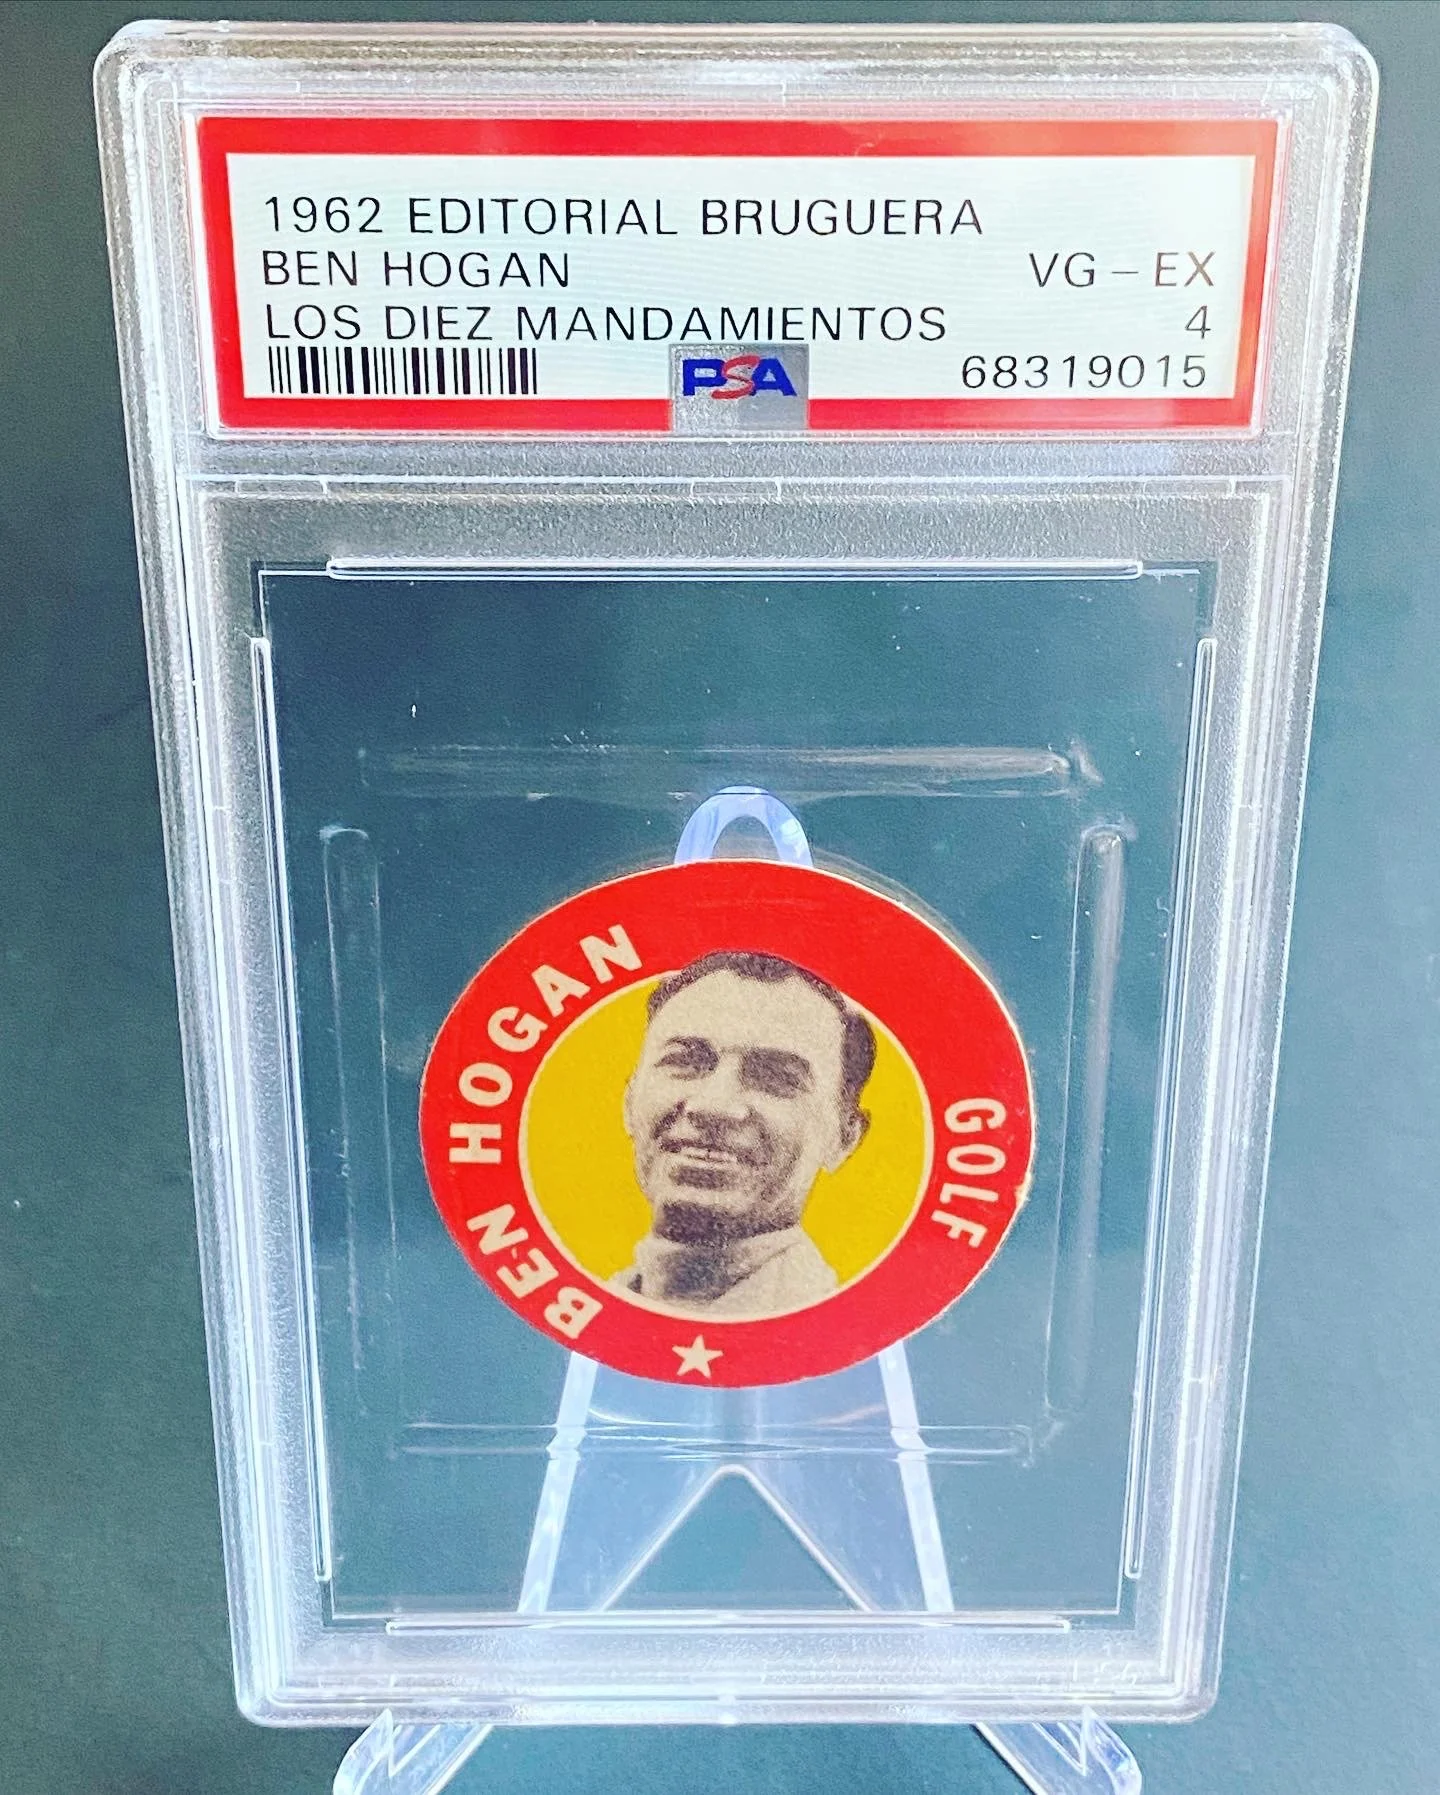 1962 EDITORIAL BRUGUERA
BEN HOGAN VG-EX
LOS DIEZ MANDAMIENTOS 4
PSA 68319015
BEN HOGAN
GOLF